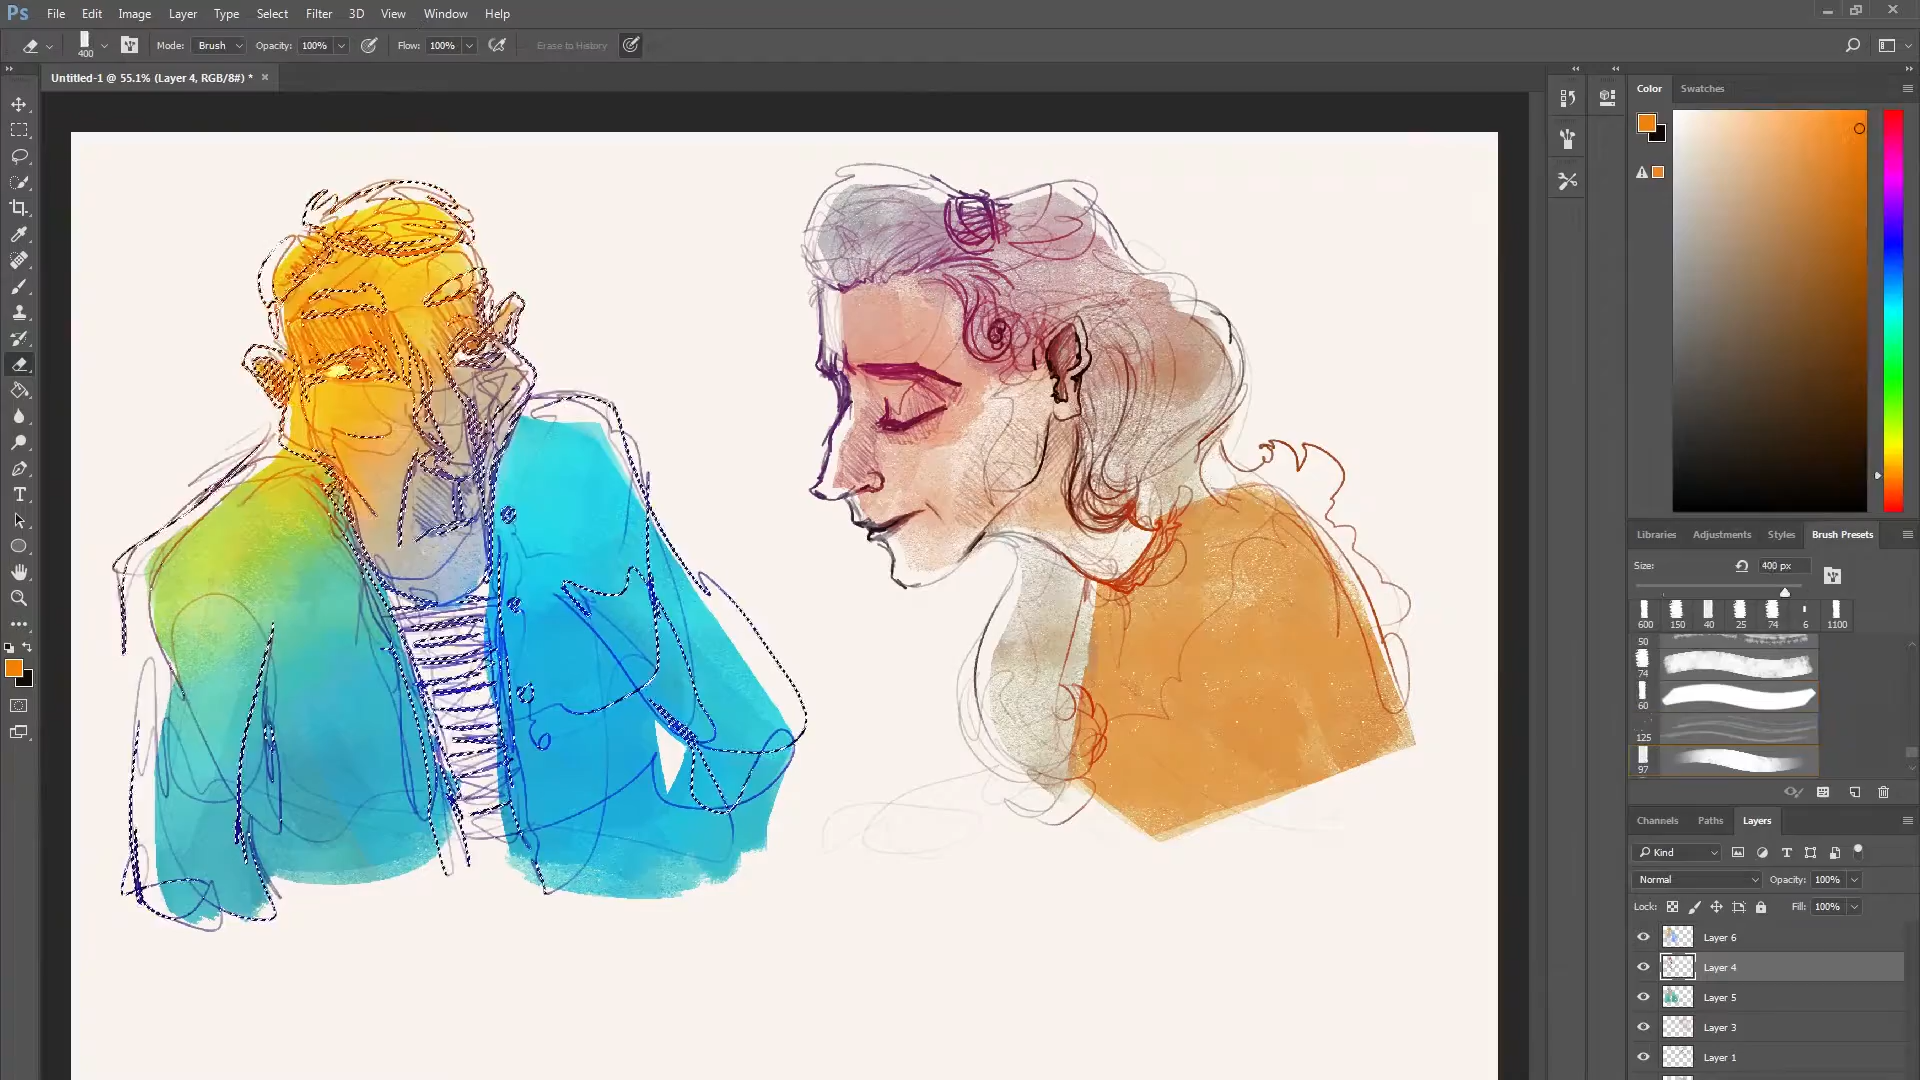 Ps File Edit Image Layer Type Select Filter 3D View Window Help
400 Mode: Brush Opacity: 100% Flow: 100% Erase to History
Untitled-1 @ 55.1% (Layer 4, RGB/8#) *
Color Swatches
Libraries Adjustments Styles Brush Presets
Size: 400 px
600 150 40 25 74 6 1100
50
74
60
125
97
Channels Paths Layers
Kind
Normal Opacity: 100%
Lock: Fill: 100%
Layer 6
Layer 4
Layer 5
Layer 3
Layer 1